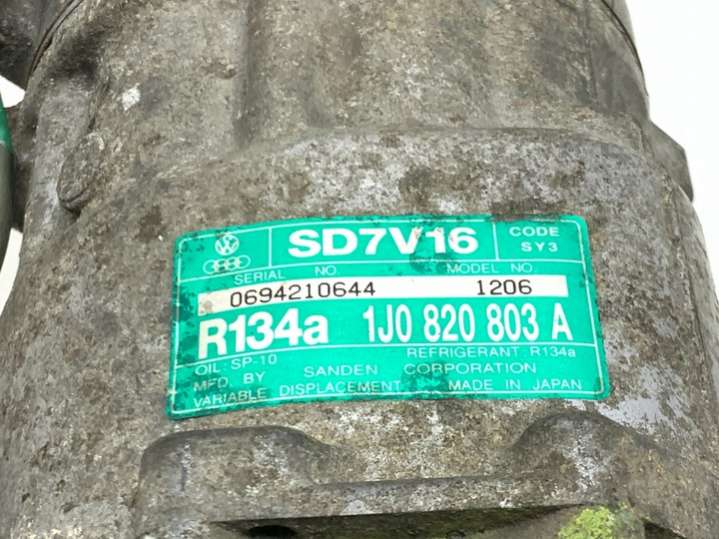 SD7V16
CODE
SY3
SERIAL NO. MODEL NO.
0694210644 1206
R134a 1J0 820 803 A
OIL: SP-10 REFRIGERANT: R134a
MFD. BY SANDEN CORPORATION
VARIABLE DISPLACEMENT MADE IN JAPAN